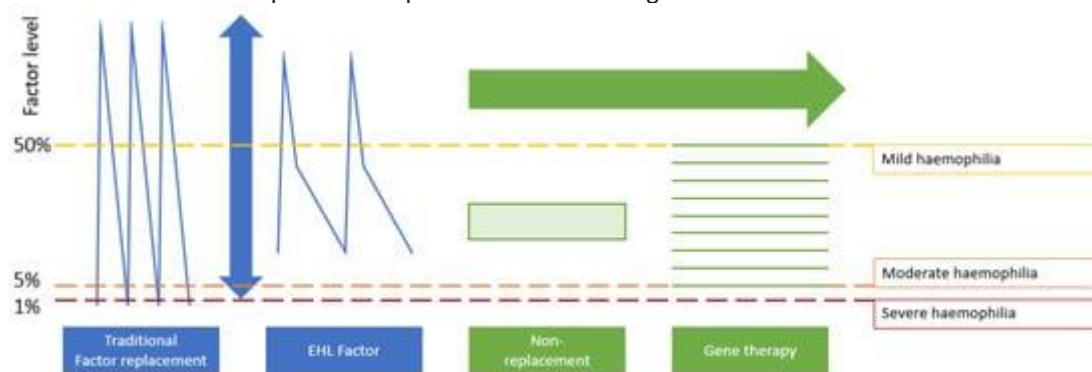 Factor level
50%
5%
1%
Mild haemophilia
Moderate haemophilia
Severe haemophilia
Traditional
Factor replacement
EHL Factor
Non-
replacement
Gene therapy